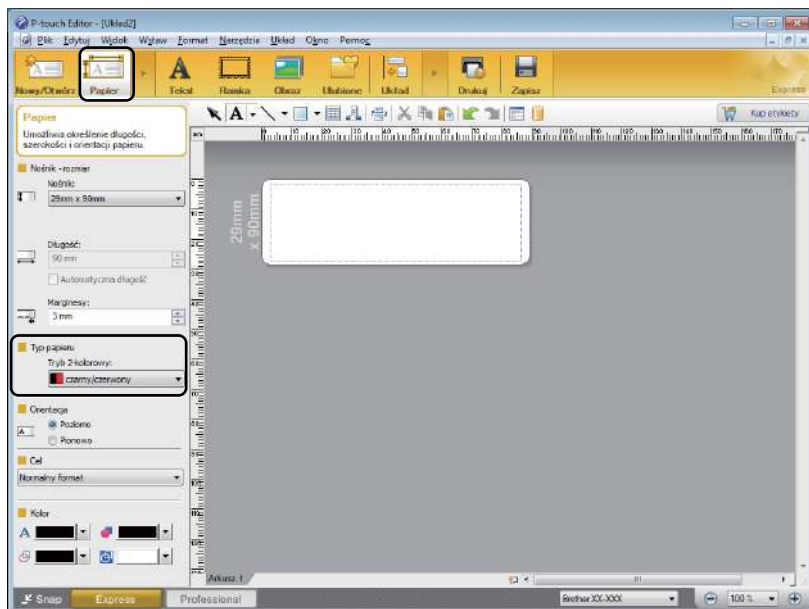 P-touch Editor - [Układ2]
Plik Edytuj Widok Wstaw Format Narzędzia Układ Okno Pomoc
Nowy/Otwórz Papier Tekst Ramka Obraz Ulubione Układ Drukuj Zapisz Express
A
Kup etykiety
Papier
Umożliwia określenie długości,
szerokości i orientacji papieru.
Nośnik - rozmiar
Nośnik:
29mm x 90mm
Długość:
90 mm
Automatyczna długość
Marginesy:
3 mm
Typ papieru
Tryb 2-kolorowy:
czarny/czerwony
Orientacja
Poziomo
Pionowo
Cel
Normalny format
Kolor
29mm
x 90mm
Arkusz 1
Snap Express Professional Brother XX-XXX 100 %